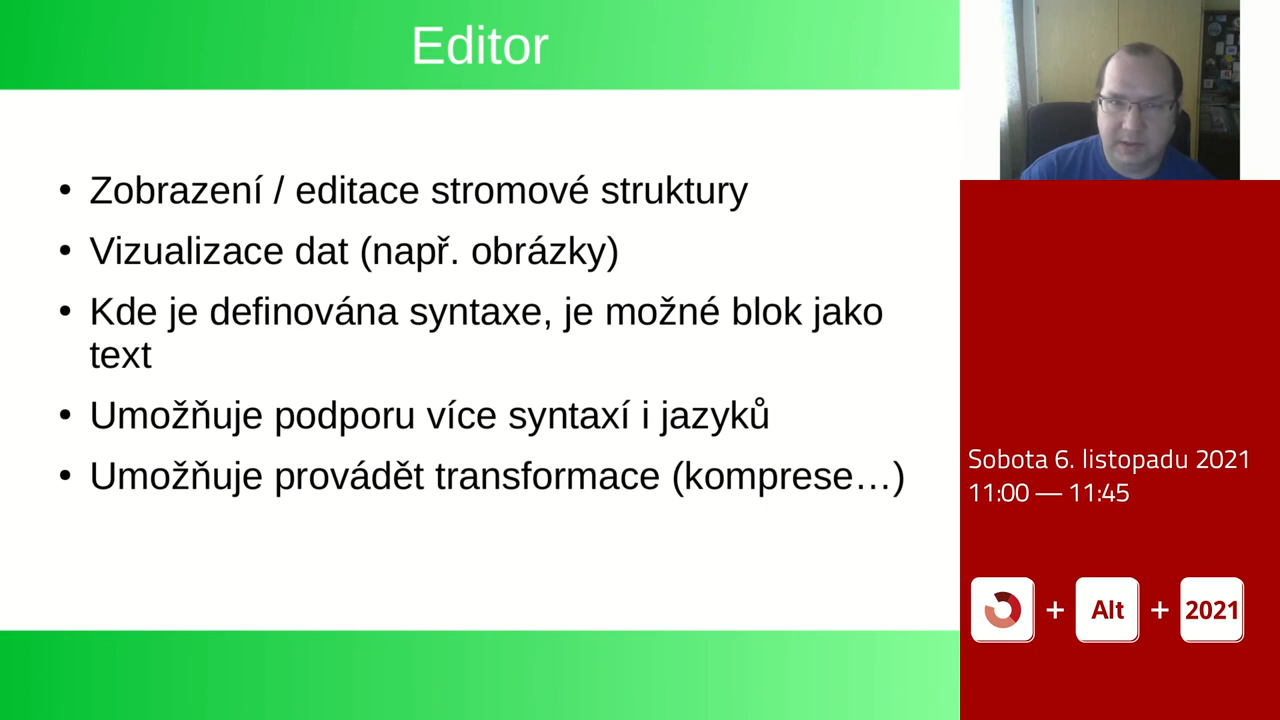 Editor
• Zobrazení / editace stromové struktury
• Vizualizace dat (např. obrázky)
• Kde je definována syntaxe, je možné blok jako
text
• Umožňuje podporu více syntaxí i jazyků
• Umožňuje provádět transformace (komprese…)
Sobota 6. listopadu 2021
11:00 — 11:45
+ Alt + 2021